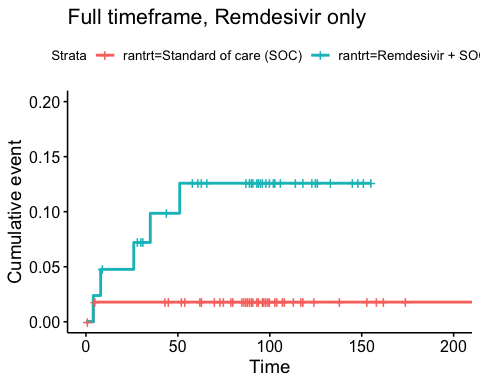 Full timeframe, Remdesivir only
Strata rantrt=Standard of care (SOC) rantrt=Remdesivir + SO
0.20
0.15
0.10
0.05
0.00
Cumulative event
0 50 100 150 200
Time